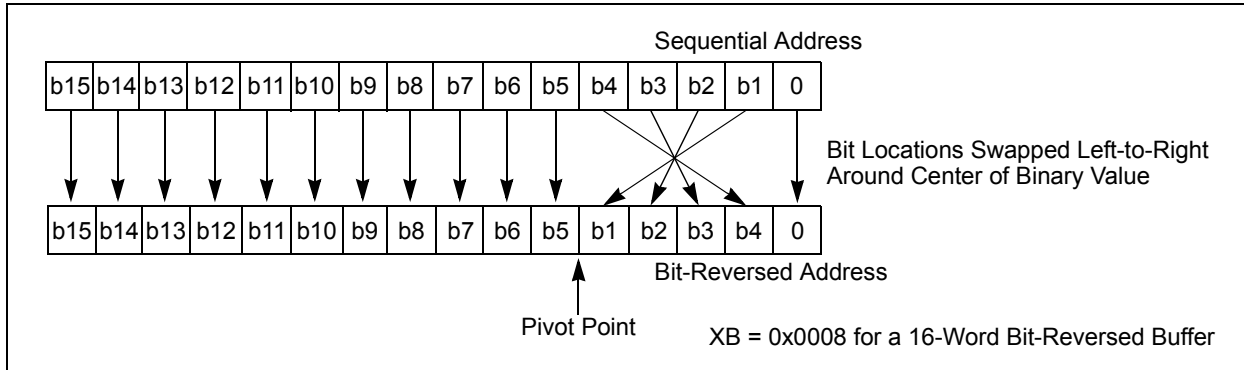 Sequential Address
b15 b14 b13 b12 b11 b10 b9 b8 b7 b6 b5 b4 b3 b2 b1 0
Bit Locations Swapped Left-to-Right
Around Center of Binary Value
b15 b14 b13 b12 b11 b10 b9 b8 b7 b6 b5 b1 b2 b3 b4 0
Bit-Reversed Address
Pivot Point
XB = 0x0008 for a 16-Word Bit-Reversed Buffer